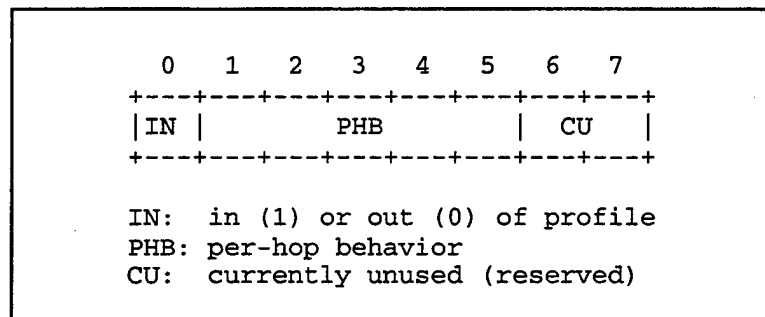 0   1   2   3   4   5   6   7
+---+---+---+---+---+---+---+---+
|IN |        PHB        |  CU   |
+---+---+---+---+---+---+---+---+
IN:  in (1) or out (0) of profile
PHB: per-hop behavior
CU:  currently unused (reserved)